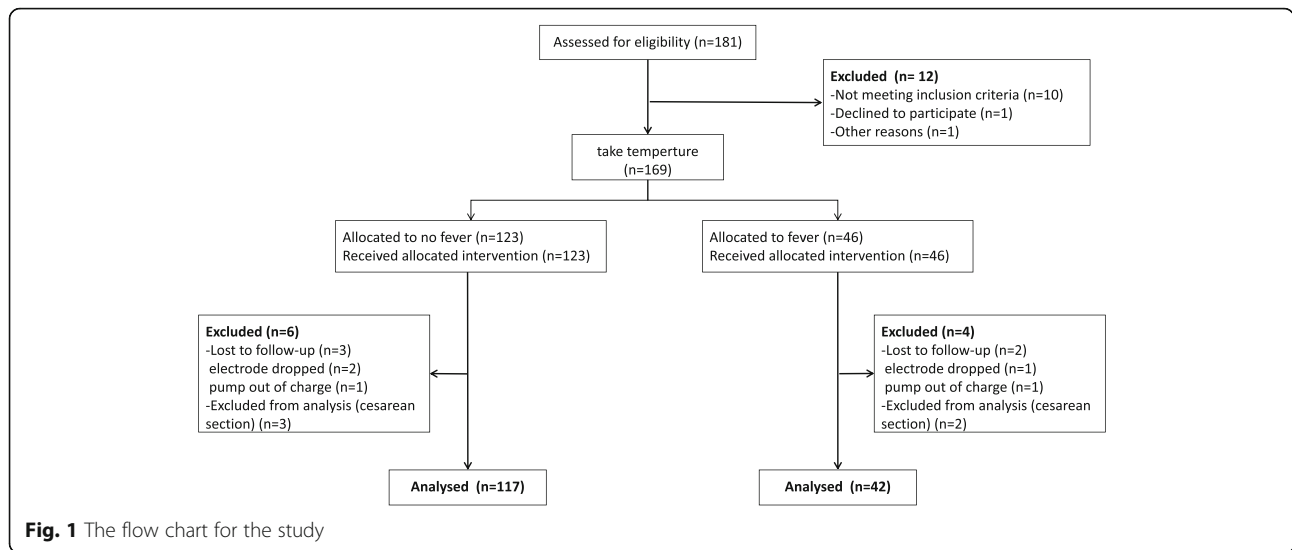 Assessed for eligibility (n=181)
Excluded (n= 12)
-Not meeting inclusion criteria (n=10)
-Declined to participate (n=1)
-Other reasons (n=1)
take temperture
(n=169)
Allocated to no fever (n=123)
Received allocated intervention (n=123)
Allocated to fever (n=46)
Received allocated intervention (n=46)
Excluded (n=6)
-Lost to follow-up (n=3)
electrode dropped (n=2)
pump out of charge (n=1)
-Excluded from analysis (cesarean
section) (n=3)
Excluded (n=4)
-Lost to follow-up (n=2)
electrode dropped (n=1)
pump out of charge (n=1)
-Excluded from analysis (cesarean
section) (n=2)
Analysed (n=117)
Analysed (n=42)
Fig. 1 The flow chart for the study